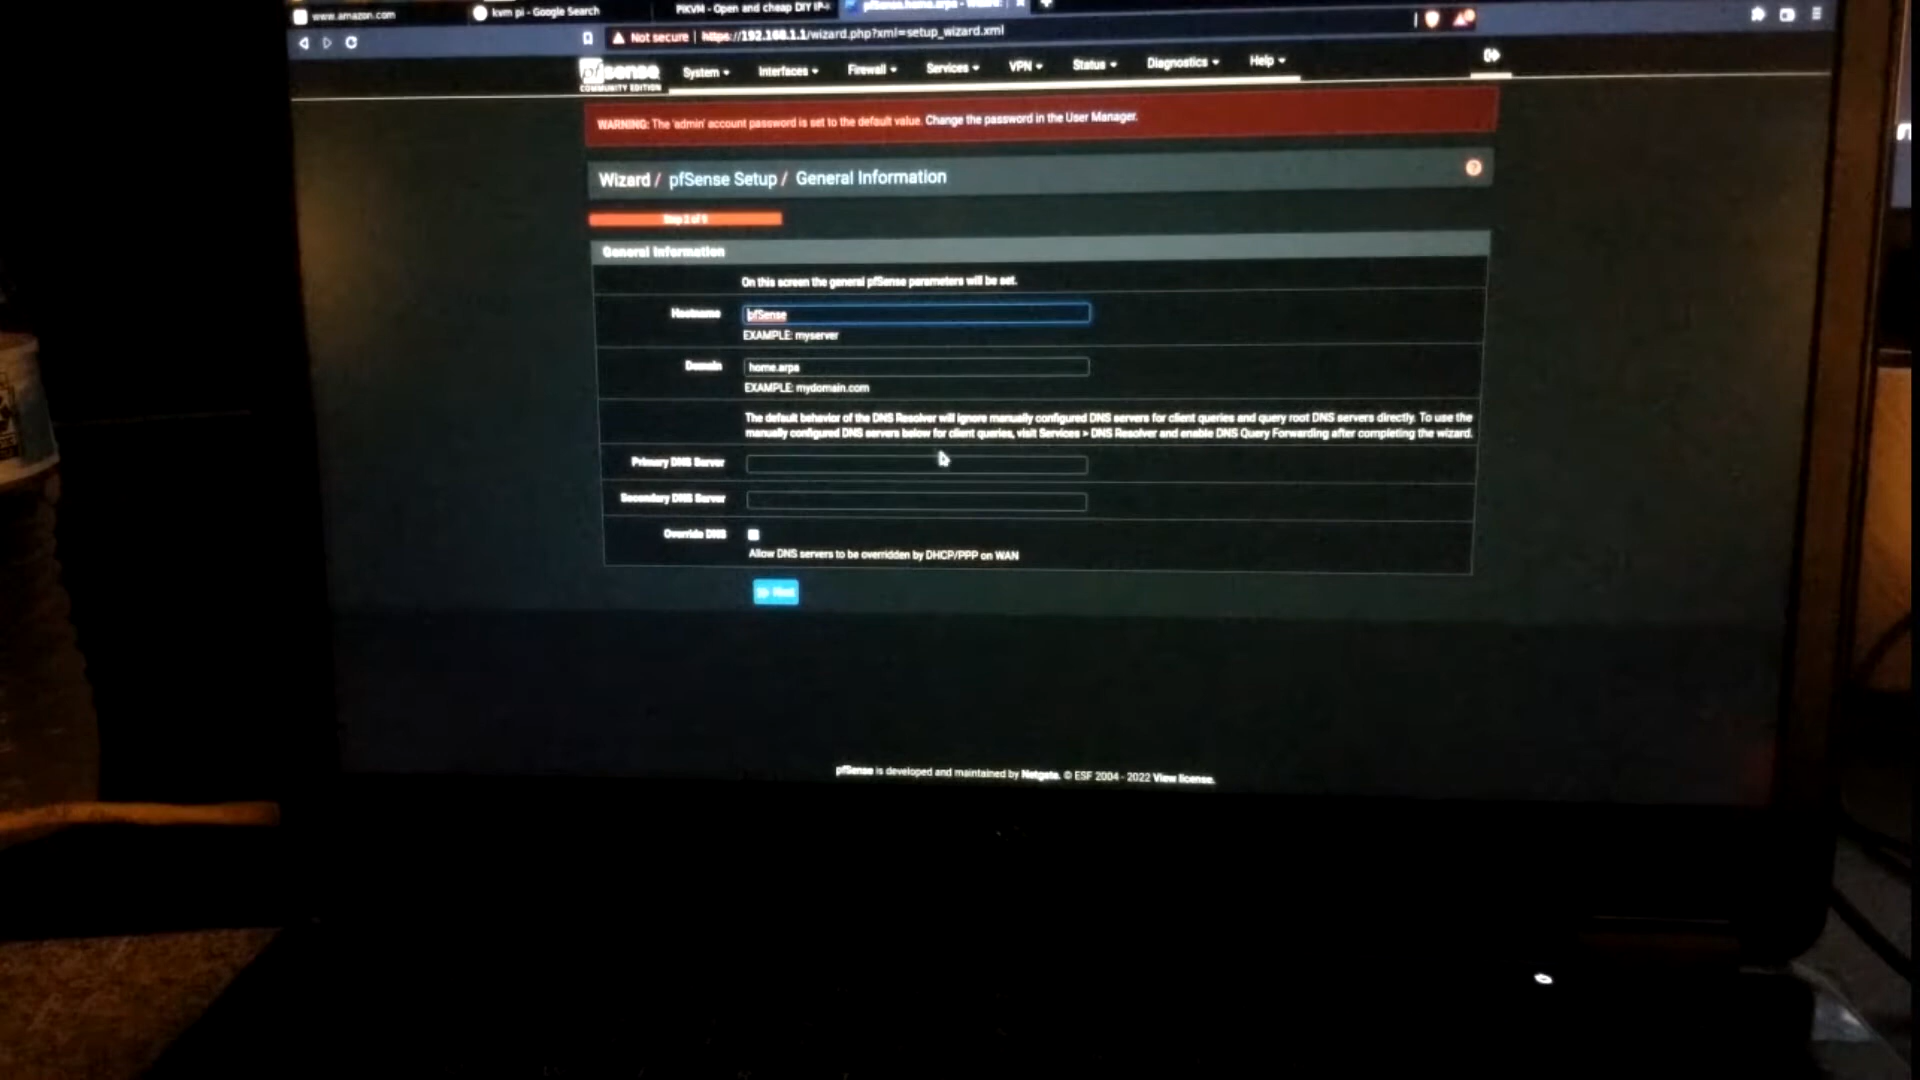 www.amazon.com
kvm pi - Google Search
PiKVM - Open and cheap DIY IP-
pfSense.home.arpa - Wizard:
Not secure | https://192.168.1.1/wizard.php?xml=setup_wizard.xml
pfsense
COMMUNITY EDITION
System
Interfaces
Firewall
Services
VPN
Status
Diagnostics
Help
WARNING: The 'admin' account password is set to the default value. Change the password in the User Manager.
Wizard / pfSense Setup / General Information
General Information
On this screen the general pfSense parameters will be set.
Hostname
pfSense
EXAMPLE: myserver
Domain
home.arpa
EXAMPLE: mydomain.com
The default behavior of the DNS Resolver will ignore manually configured DNS servers for client queries and query root DNS servers directly. To use the
manually configured DNS servers below for client queries, visit Services > DNS Resolver and enable DNS Query Forwarding after completing the wizard.
Primary DNS Server
Secondary DNS Server
Override DNS
Allow DNS servers to be overridden by DHCP/PPP on WAN
Next
pfSense is developed and maintained by Netgate. © ESF 2004 - 2022 View license.